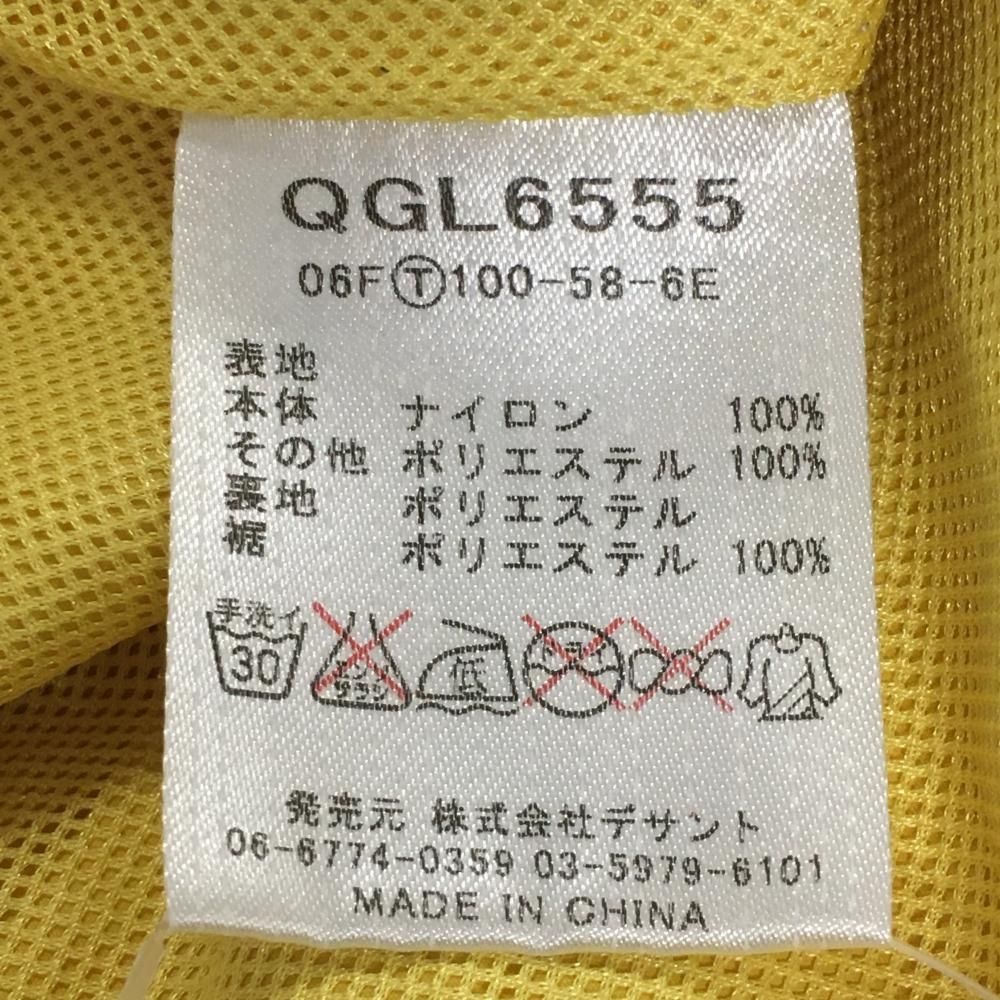 QGL6555
06FⓉ100-58-6E
表地
本体 ナイロン 100%
その他 ポリエステル 100%
裏地 ポリエステル
裾 ポリエステル 100%
手洗イ
30
低
発売元 株式会社デサント
06-6774-0359 03-5979-6101
MADE IN CHINA